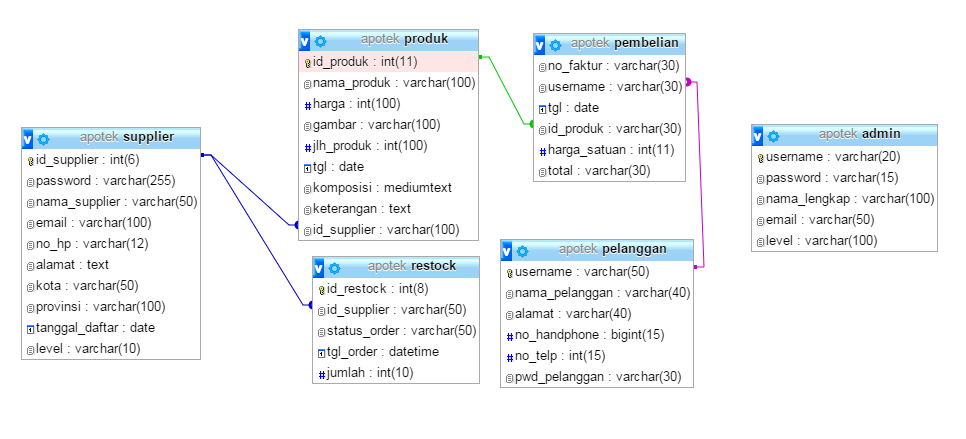 apotek supplier
id_supplier : int(6)
password : varchar(255)
nama_supplier : varchar(50)
email : varchar(100)
no_hp : varchar(12)
alamat : text
kota : varchar(50)
provinsi : varchar(100)
tanggal_daftar : date
level : varchar(10)
apotek produk
id_produk : int(11)
nama_produk : varchar(100)
harga : int(100)
gambar : varchar(100)
jlh_produk : int(100)
tgl : date
komposisi : mediumtext
keterangan : text
id_supplier : varchar(100)
apotek restock
id_restock : int(8)
id_supplier : varchar(50)
status_order : varchar(50)
tgl_order : datetime
jumlah : int(10)
apotek pembelian
no_faktur : varchar(30)
username : varchar(30)
tgl : date
id_produk : varchar(30)
harga_satuan : int(11)
total : varchar(30)
apotek pelanggan
username : varchar(50)
nama_pelanggan : varchar(40)
alamat : varchar(40)
no_handphone : bigint(15)
no_telp : int(15)
pwd_pelanggan : varchar(30)
apotek admin
username : varchar(20)
password : varchar(15)
nama_lengkap : varchar(100)
email : varchar(50)
level : varchar(100)